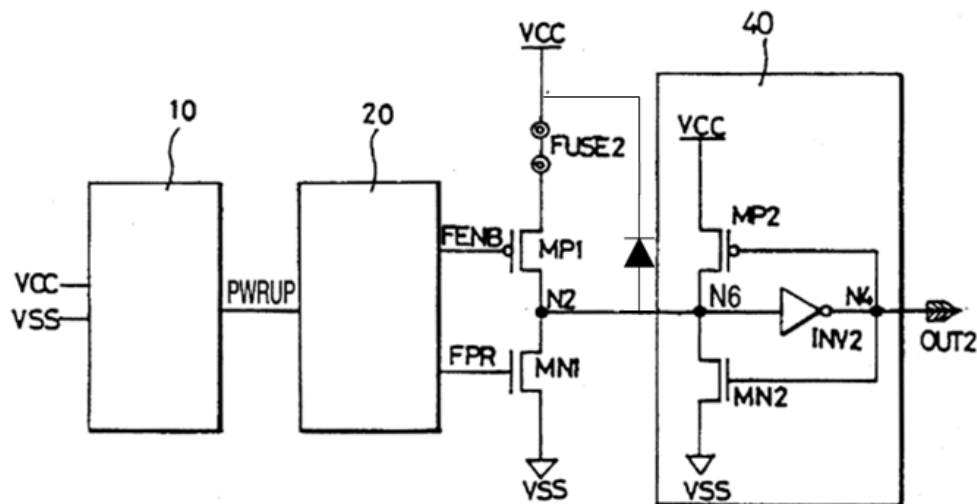 40
VCC
10
20
FUSE2
VCC
MP2
FENB
MP1
VCC
PWRUP
N2
N6
N4
VSS
INV2
OUT2
FPR
MN1
MN2
VSS
VSS